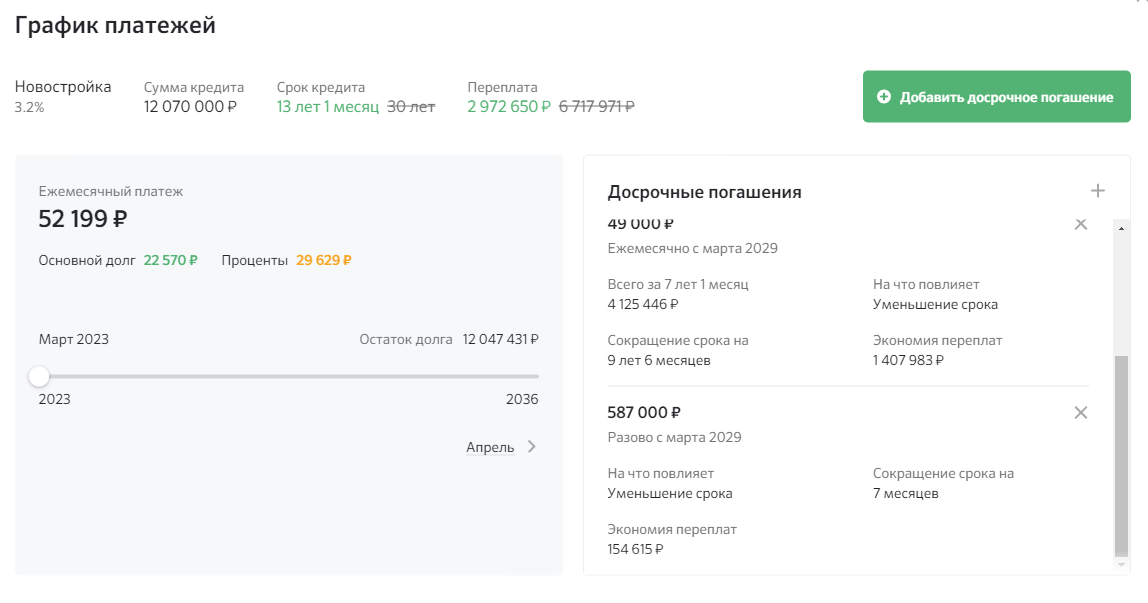 График платежей
Новостройка
3.2%
Сумма кредита
12 070 000 ₽
Срок кредита
13 лет 1 месяц 30 лет
Переплата
2 972 650 ₽ 6 717 971 ₽
Добавить досрочное погашение
Ежемесячный платеж
52 199 ₽
Основной долг 22 570 ₽ Проценты 29 629 ₽
Март 2023 Остаток долга 12 047 431 ₽
2023 2036
Апрель
Досрочные погашения
49 000 ₽
Ежемесячно с марта 2029
Всего за 7 лет 1 месяц
4 125 446 ₽
На что повлияет
Уменьшение срока
Сокращение срока на
9 лет 6 месяцев
Экономия переплат
1 407 983 ₽
587 000 ₽
Разово с марта 2029
На что повлияет
Уменьшение срока
Сокращение срока на
7 месяцев
Экономия переплат
154 615 ₽